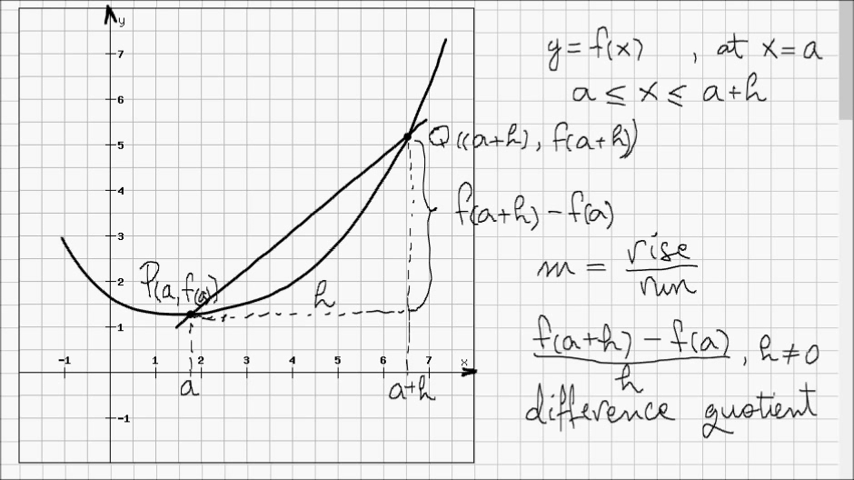 y
7
6
5
4
3
2
1
-1
-1 1 2 3 4 5 6 7 x
P(a, f(a))
h
a
a+h
Q((a+h), f(a+h))
f(a+h) - f(a)
y = f(x) , at x = a
a ≤ x ≤ a+h
m = rise
run
f(a+h) - f(a) , h ≠ 0
h
difference quotient